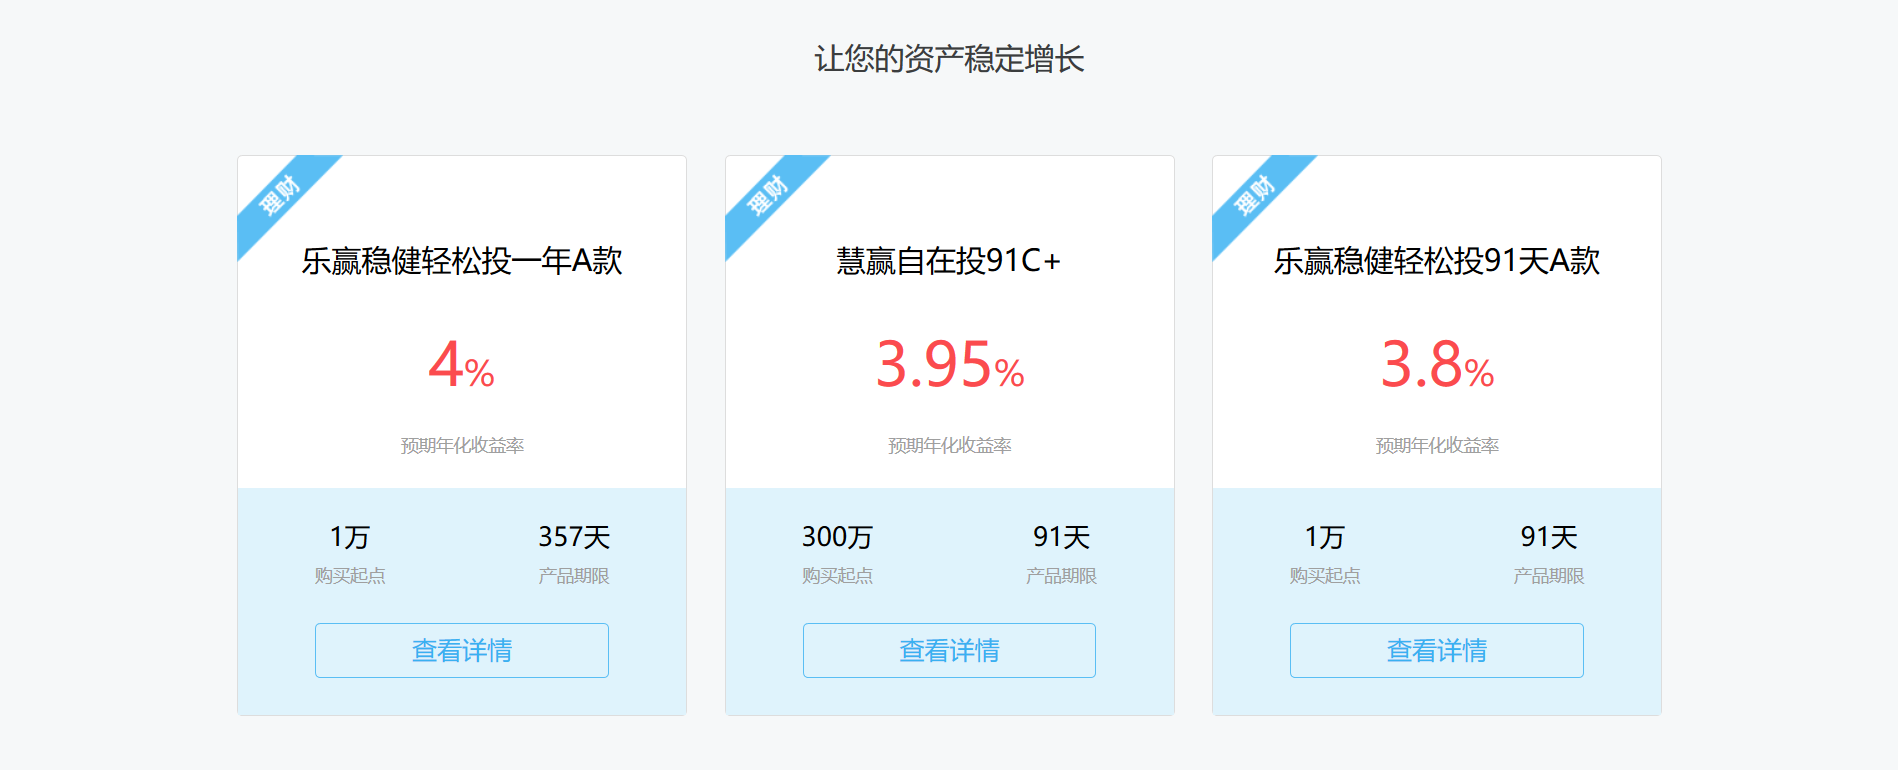 让您的资产稳定增长
理财
乐赢稳健轻松投一年A款
4%
预期年化收益率
1万
购买起点
357天
产品期限
查看详情
理财
慧赢自在投91C+
3.95%
预期年化收益率
300万
购买起点
91天
产品期限
查看详情
理财
乐赢稳健轻松投91天A款
3.8%
预期年化收益率
1万
购买起点
91天
产品期限
查看详情